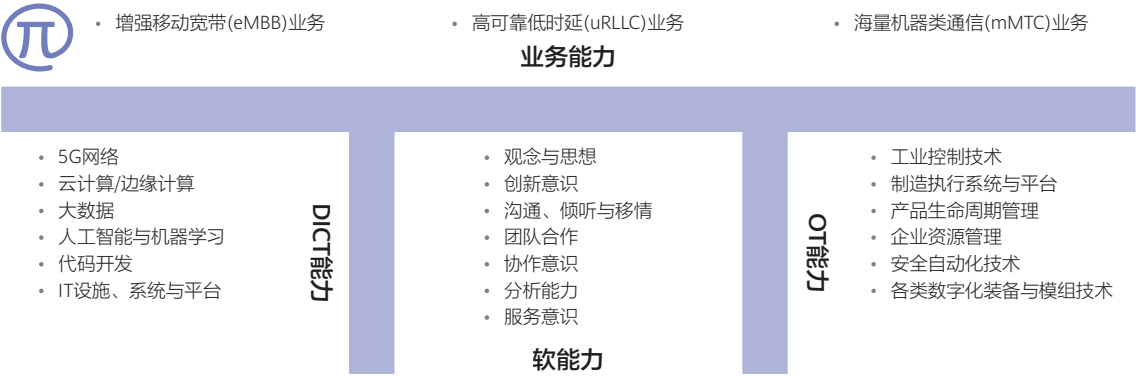 π
• 增强移动宽带(eMBB)业务
• 高可靠低时延(uRLLC)业务
• 海量机器类通信(mMTC)业务
业务能力
• 5G网络
• 云计算/边缘计算
• 大数据
• 人工智能与机器学习
• 代码开发
• IT设施、系统与平台
DICT能力
• 观念与思想
• 创新意识
• 沟通、倾听与移情
• 团队合作
• 协作意识
• 分析能力
• 服务意识
软能力
OT能力
• 工业控制技术
• 制造执行系统与平台
• 产品生命周期管理
• 企业资源管理
• 安全自动化技术
• 各类数字化装备与模组技术